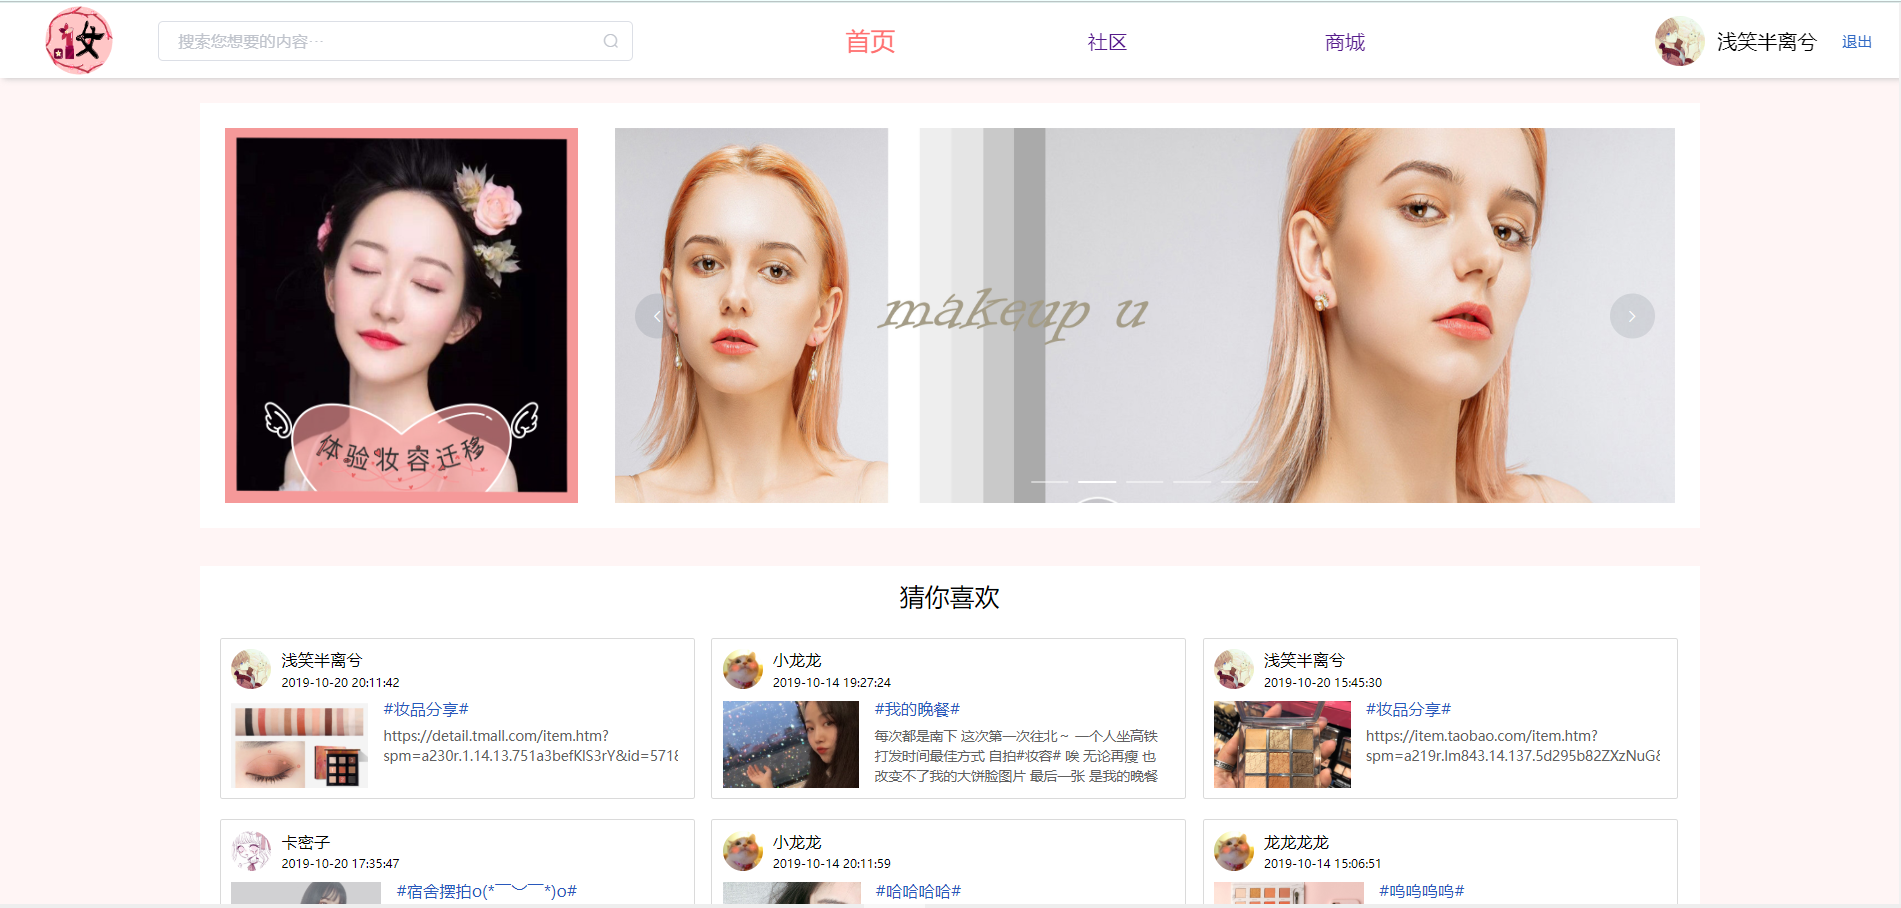 搜索您想要的内容···
首页
社区
商城
浅笑半离兮
退出
体验妆容迁移
makeup u
猜你喜欢
浅笑半离兮
2019-10-20 20:11:42
#妆品分享#
https://detail.tmall.com/item.htm?
spm=a230r.1.14.13.751a3befKlS3rY&id=5718
小龙龙
2019-10-14 19:27:24
#我的晚餐#
每次都是南下 这次第一次往北～ 一个人坐高铁
打发时间最佳方式 自拍#妆容# 唉 无论再瘦 也
改变不了我的大饼脸图片 最后一张 是我的晚餐
浅笑半离兮
2019-10-20 15:45:30
#妆品分享#
https://item.taobao.com/item.htm?
spm=a219r.lm843.14.137.5d295b82ZXzNuG&
卡密子
2019-10-20 17:35:47
#宿舍摆拍o(*￣︶￣*)o#
小龙龙
2019-10-14 20:11:59
#哈哈哈哈#
龙龙龙龙
2019-10-14 15:06:51
#呜呜呜呜#